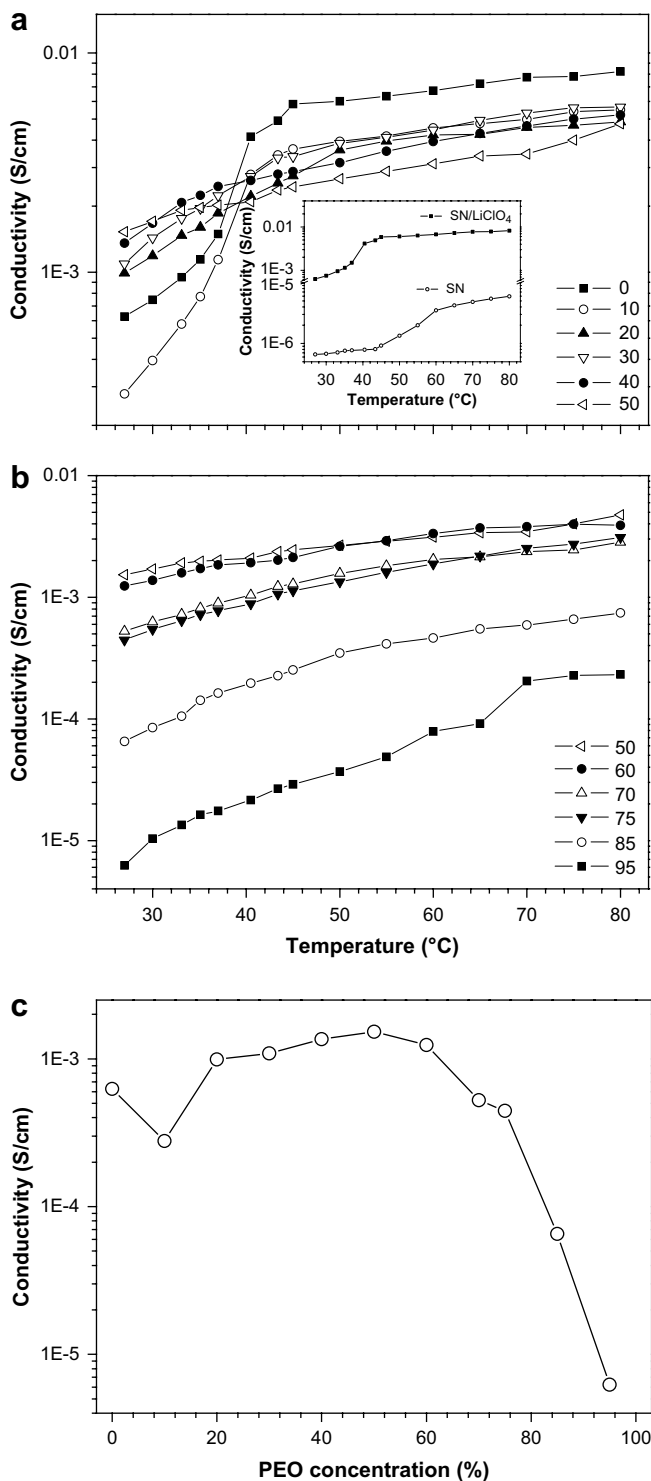 a
0.01
1E-3
Conductivity (S/cm)
0
10
20
30
40
50
0.01
1E-3
1E-5
1E-6
Conductivity (S/cm)
SN/LiClO₄
SN
30 40 50 60 70 80
Temperature (°C)
b
0.01
1E-3
1E-4
1E-5
Conductivity (S/cm)
50
60
70
75
85
95
30 40 50 60 70 80
Temperature (°C)
c
1E-3
1E-4
1E-5
Conductivity (S/cm)
0 20 40 60 80 100
PEO concentration (%)